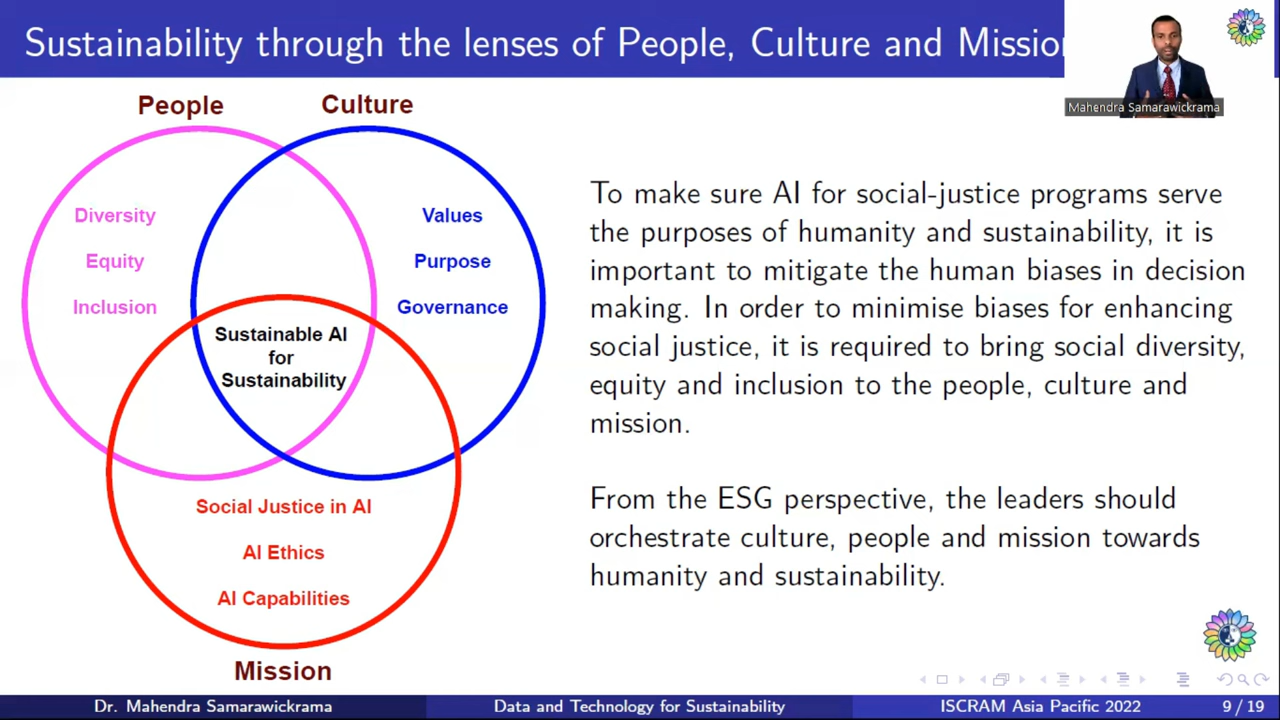 Sustainability through the lenses of People, Culture and Mission
Mahendra Samarawickrama
People
Culture
Diversity
Equity
Inclusion
Values
Purpose
Governance
Sustainable AI
for
Sustainability
Social Justice in AI
AI Ethics
AI Capabilities
Mission
To make sure AI for social-justice programs serve
the purposes of humanity and sustainability, it is
important to mitigate the human biases in decision
making. In order to minimise biases for enhancing
social justice, it is required to bring social diversity,
equity and inclusion to the people, culture and
mission.
From the ESG perspective, the leaders should
orchestrate culture, people and mission towards
humanity and sustainability.
Dr. Mahendra Samarawickrama
Data and Technology for Sustainability
ISCRAM Asia Pacific 2022
9 / 19